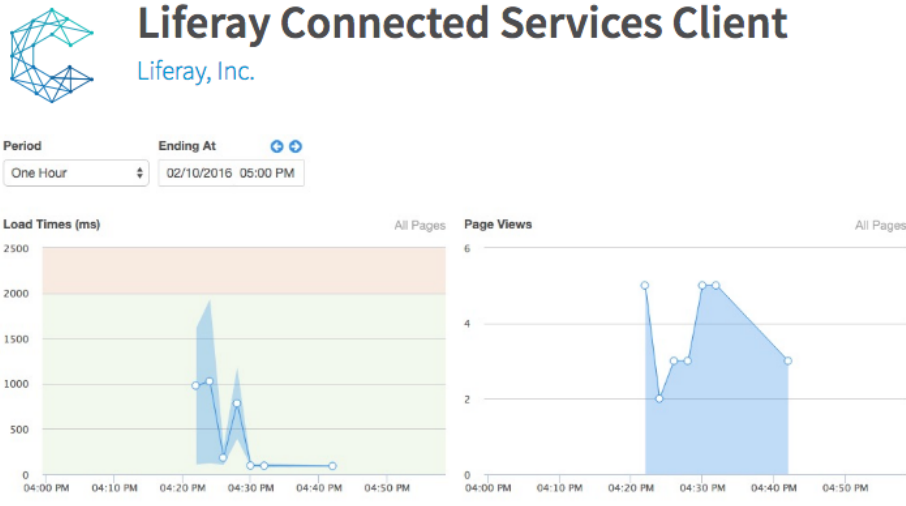 Liferay Connected Services Client
Liferay, Inc.
Period Ending At
One Hour 02/10/2016 05:00 PM
Load Times (ms) All Pages
2500
2000
1500
1000
500
0
04:00 PM 04:10 PM 04:20 PM 04:30 PM 04:40 PM 04:50 PM
Page Views All Pages
6
4
2
0
04:00 PM 04:10 PM 04:20 PM 04:30 PM 04:40 PM 04:50 PM